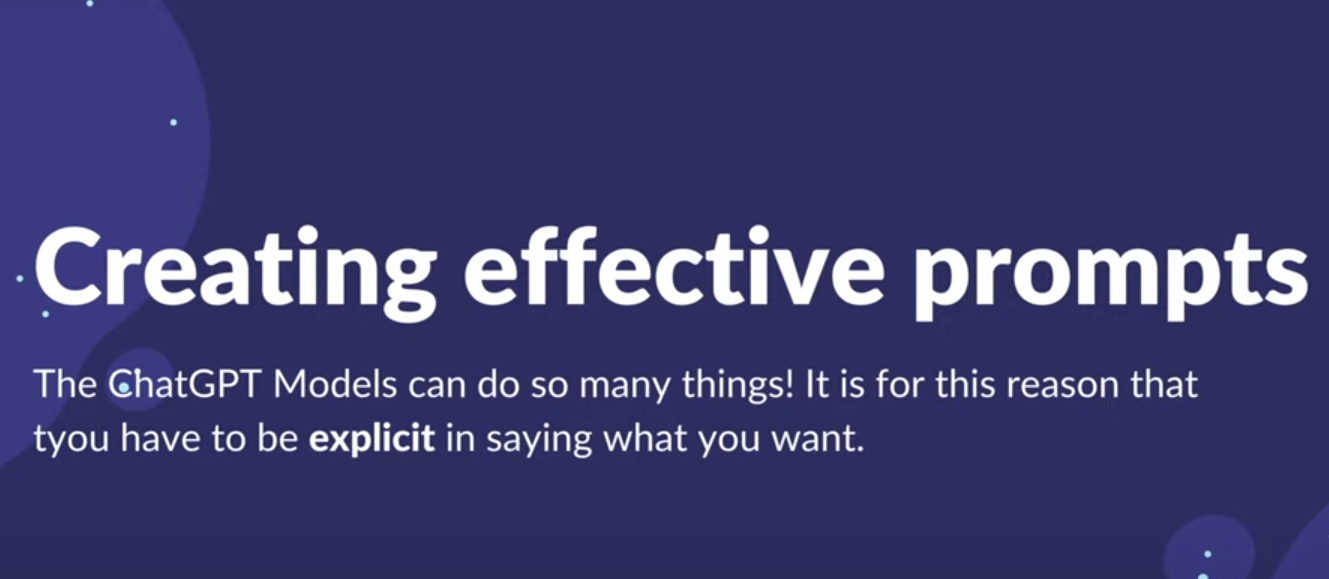 Creating effective prompts
The ChatGPT Models can do so many things! It is for this reason that
tyou have to be explicit in saying what you want.